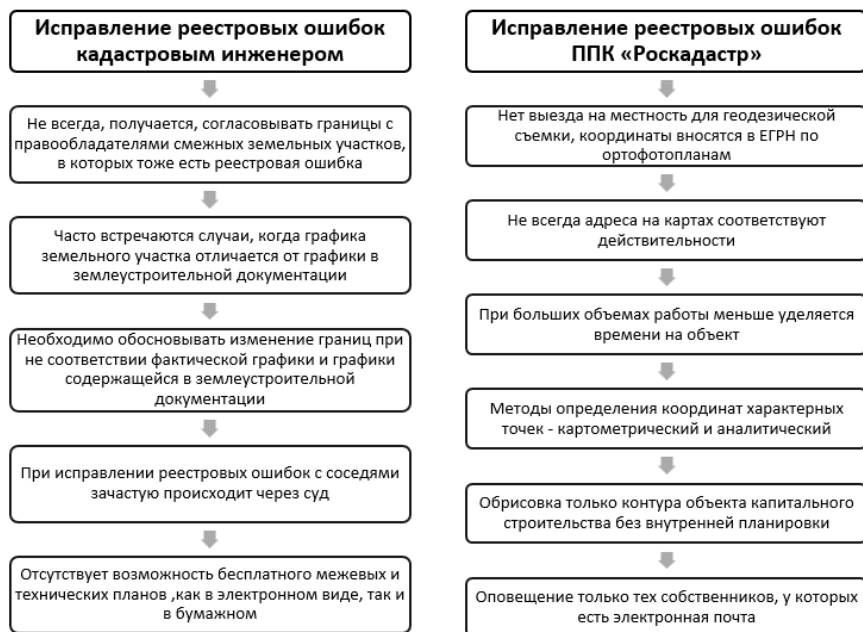 Исправление реестровых ошибок
кадастровым инженером
Не всегда, получается, согласовывать границы с
правообладателями смежных земельных участков,
в которых тоже есть реестровая ошибка
Часто встречаются случаи, когда графика
земельного участка отличается от графики в
землеустроительной документации
Необходимо обосновывать изменение границ при
не соответствии фактической графики и графики
содержащейся в землеустроительной
документации
При исправлении реестровых ошибок с соседями
зачастую происходит через суд
Отсутствует возможность бесплатного межевых и
технических планов ,как в электронном виде, так и
в бумажном
Исправление реестровых ошибок
ППК «Роскадастр»
Нет выезда на местность для геодезической
съемки, координаты вносятся в ЕГРН по
ортофотопланам
Не всегда адреса на картах соответствуют
действительности
При больших объемах работы меньше уделяется
времени на объект
Методы определения координат характерных
точек - картометрический и аналитический
Обрисовка только контура объекта капитального
строительства без внутренней планировки
Оповещение только тех собственников, у которых
есть электронная почта